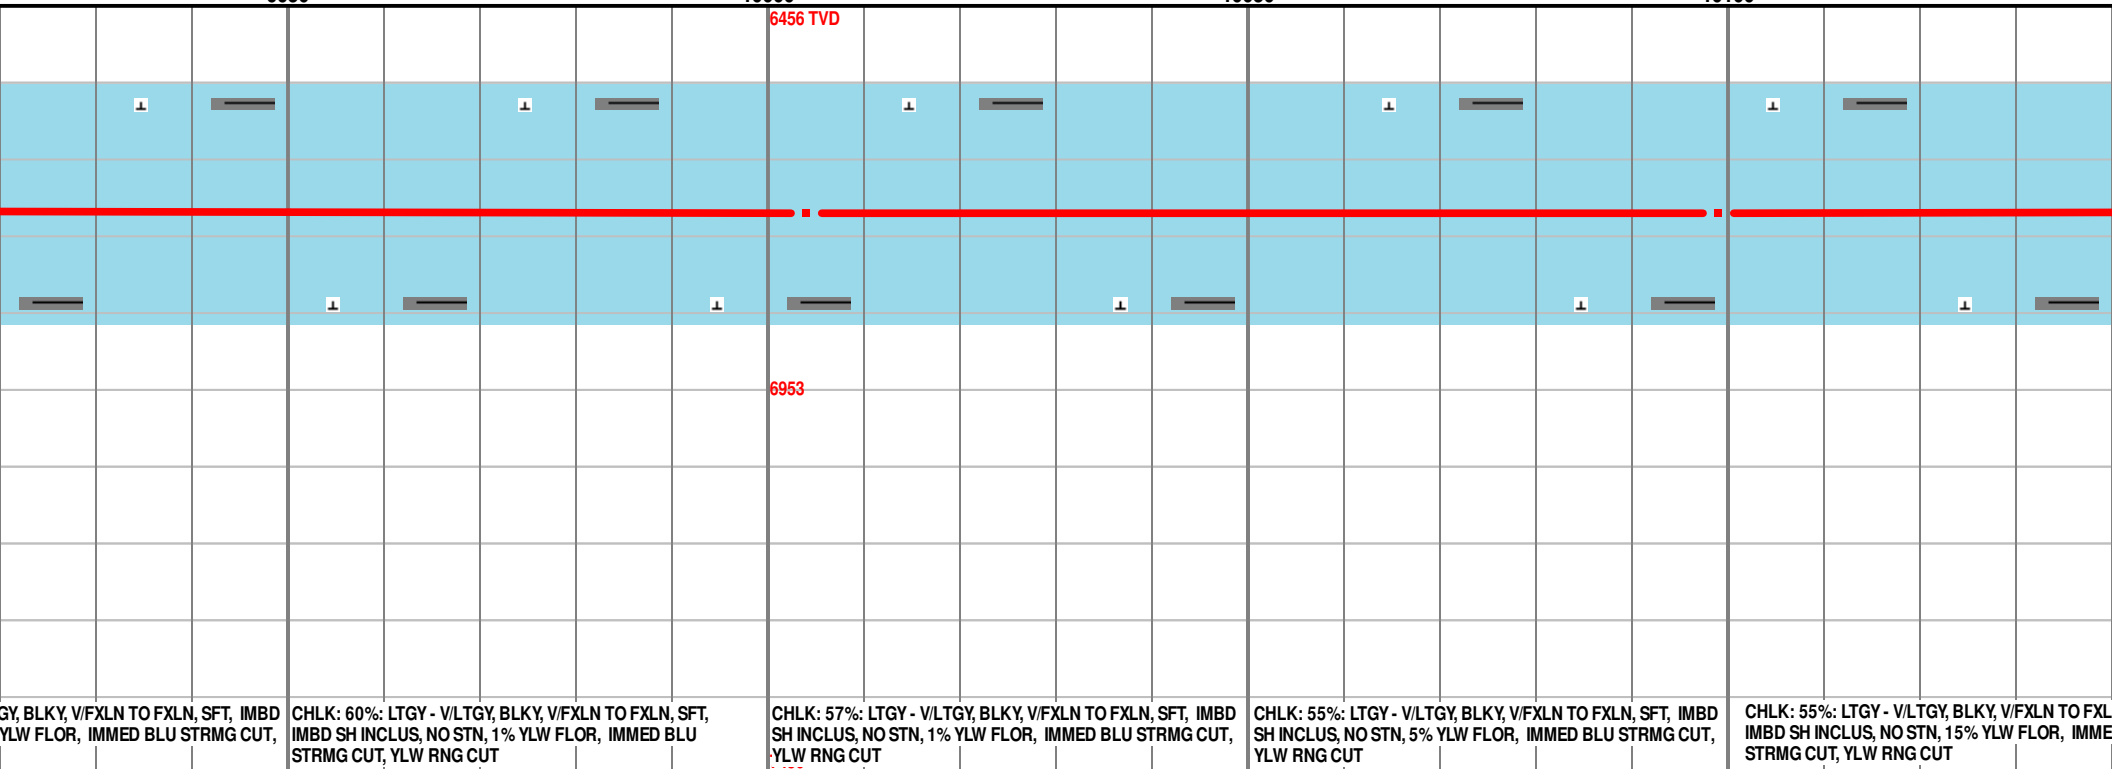 6456 TVD
6953
GY, BLKY, V/FXLN TO FXLN, SFT, IMBD
YLW FLOR, IMMED BLU STRMG CUT,
CHLK: 60%: LTGY - V/LTGY, BLKY, V/FXLN TO FXLN, SFT,
IMBD SH INCLUS, NO STN, 1% YLW FLOR, IMMED BLU
STRMG CUT, YLW RNG CUT
CHLK: 57%: LTGY - V/LTGY, BLKY, V/FXLN TO FXLN, SFT, IMBD
SH INCLUS, NO STN, 1% YLW FLOR, IMMED BLU STRMG CUT,
YLW RNG CUT
CHLK: 55%: LTGY - V/LTGY, BLKY, V/FXLN TO FXLN, SFT, IMBD
SH INCLUS, NO STN, 5% YLW FLOR, IMMED BLU STRMG CUT,
YLW RNG CUT
CHLK: 55%: LTGY - V/LTGY, BLKY, V/FXLN TO FXL
IMBD SH INCLUS, NO STN, 15% YLW FLOR, IMME
STRMG CUT, YLW RNG CUT